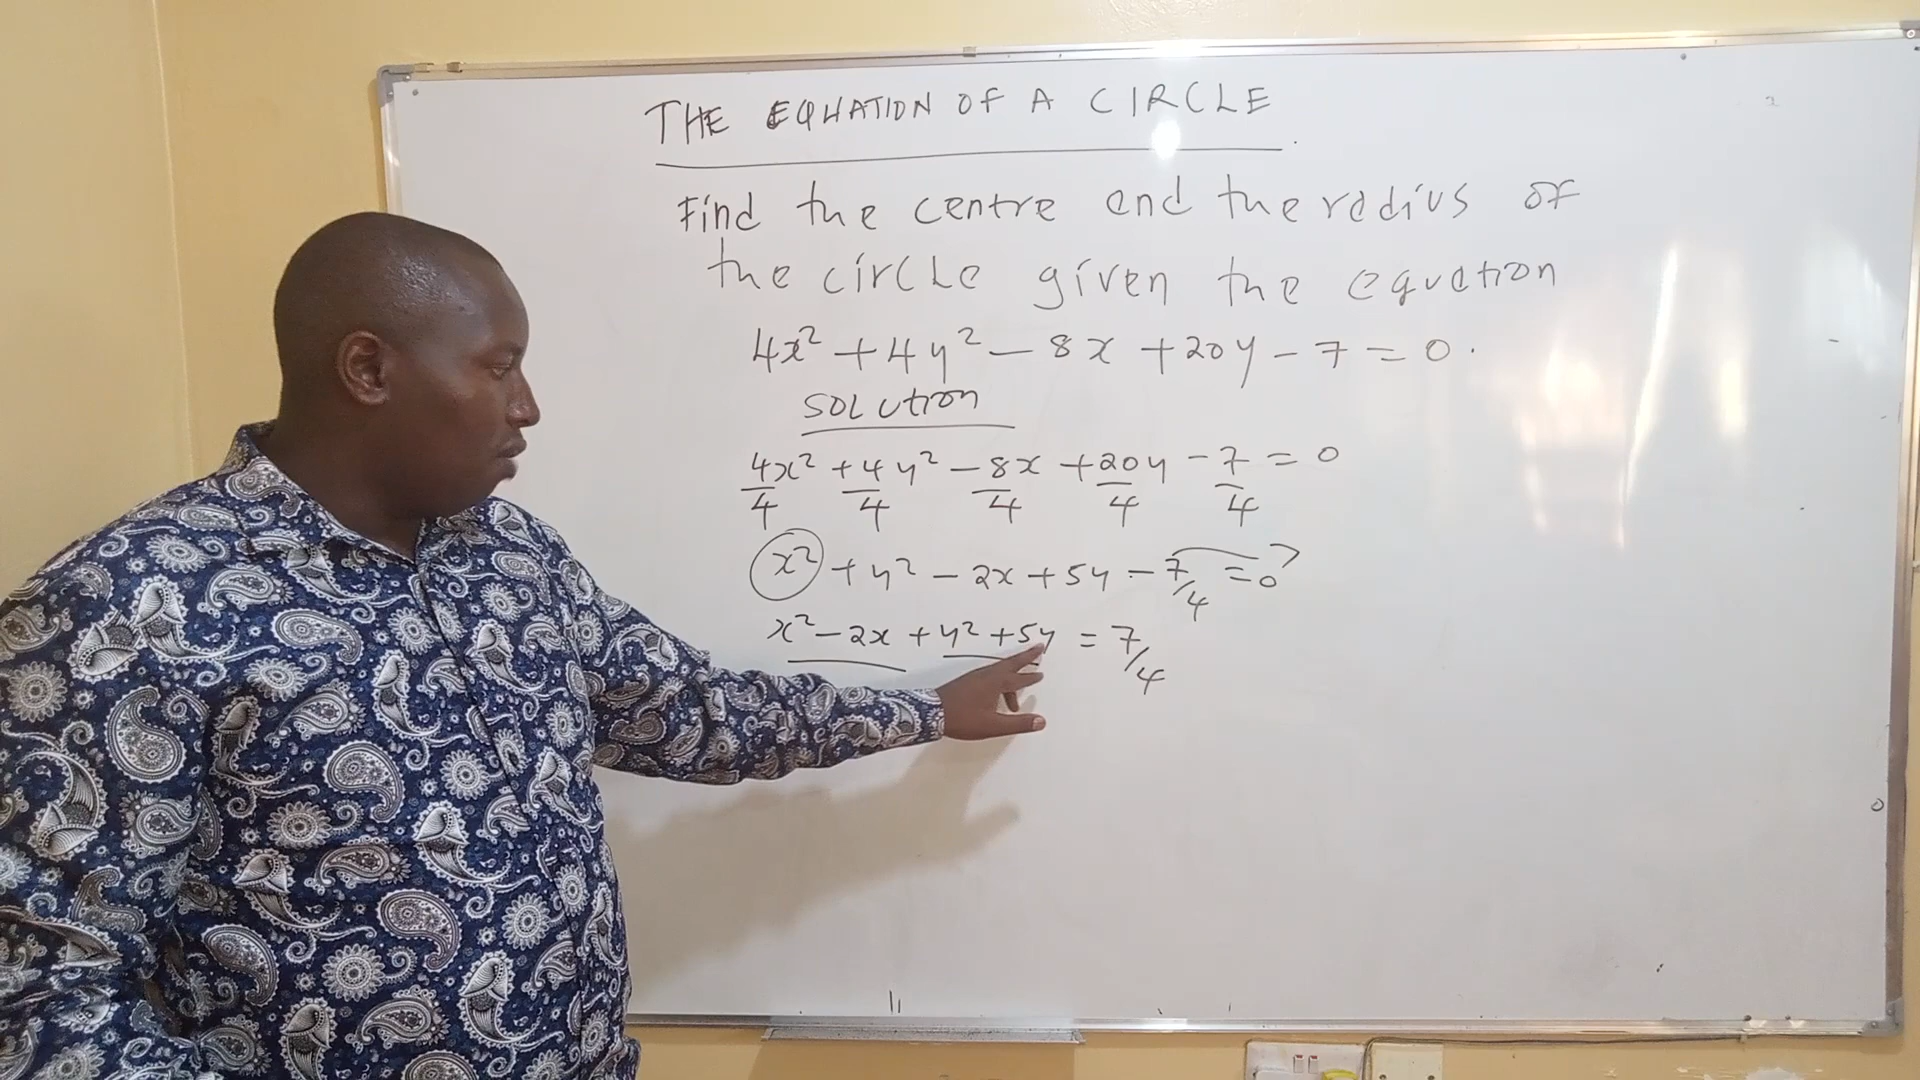 THE EQUATION OF A CIRCLE
Find the centre and the radius of
the circle given the equation
4x² + 4y² - 8x + 20y - 7 = 0.
Solution
4x²/4 + 4y²/4 - 8x/4 + 20y/4 - 7/4 = 0
x² + y² - 2x + 5y - 7/4 = 0
x² - 2x + y² + 5y = 7/4